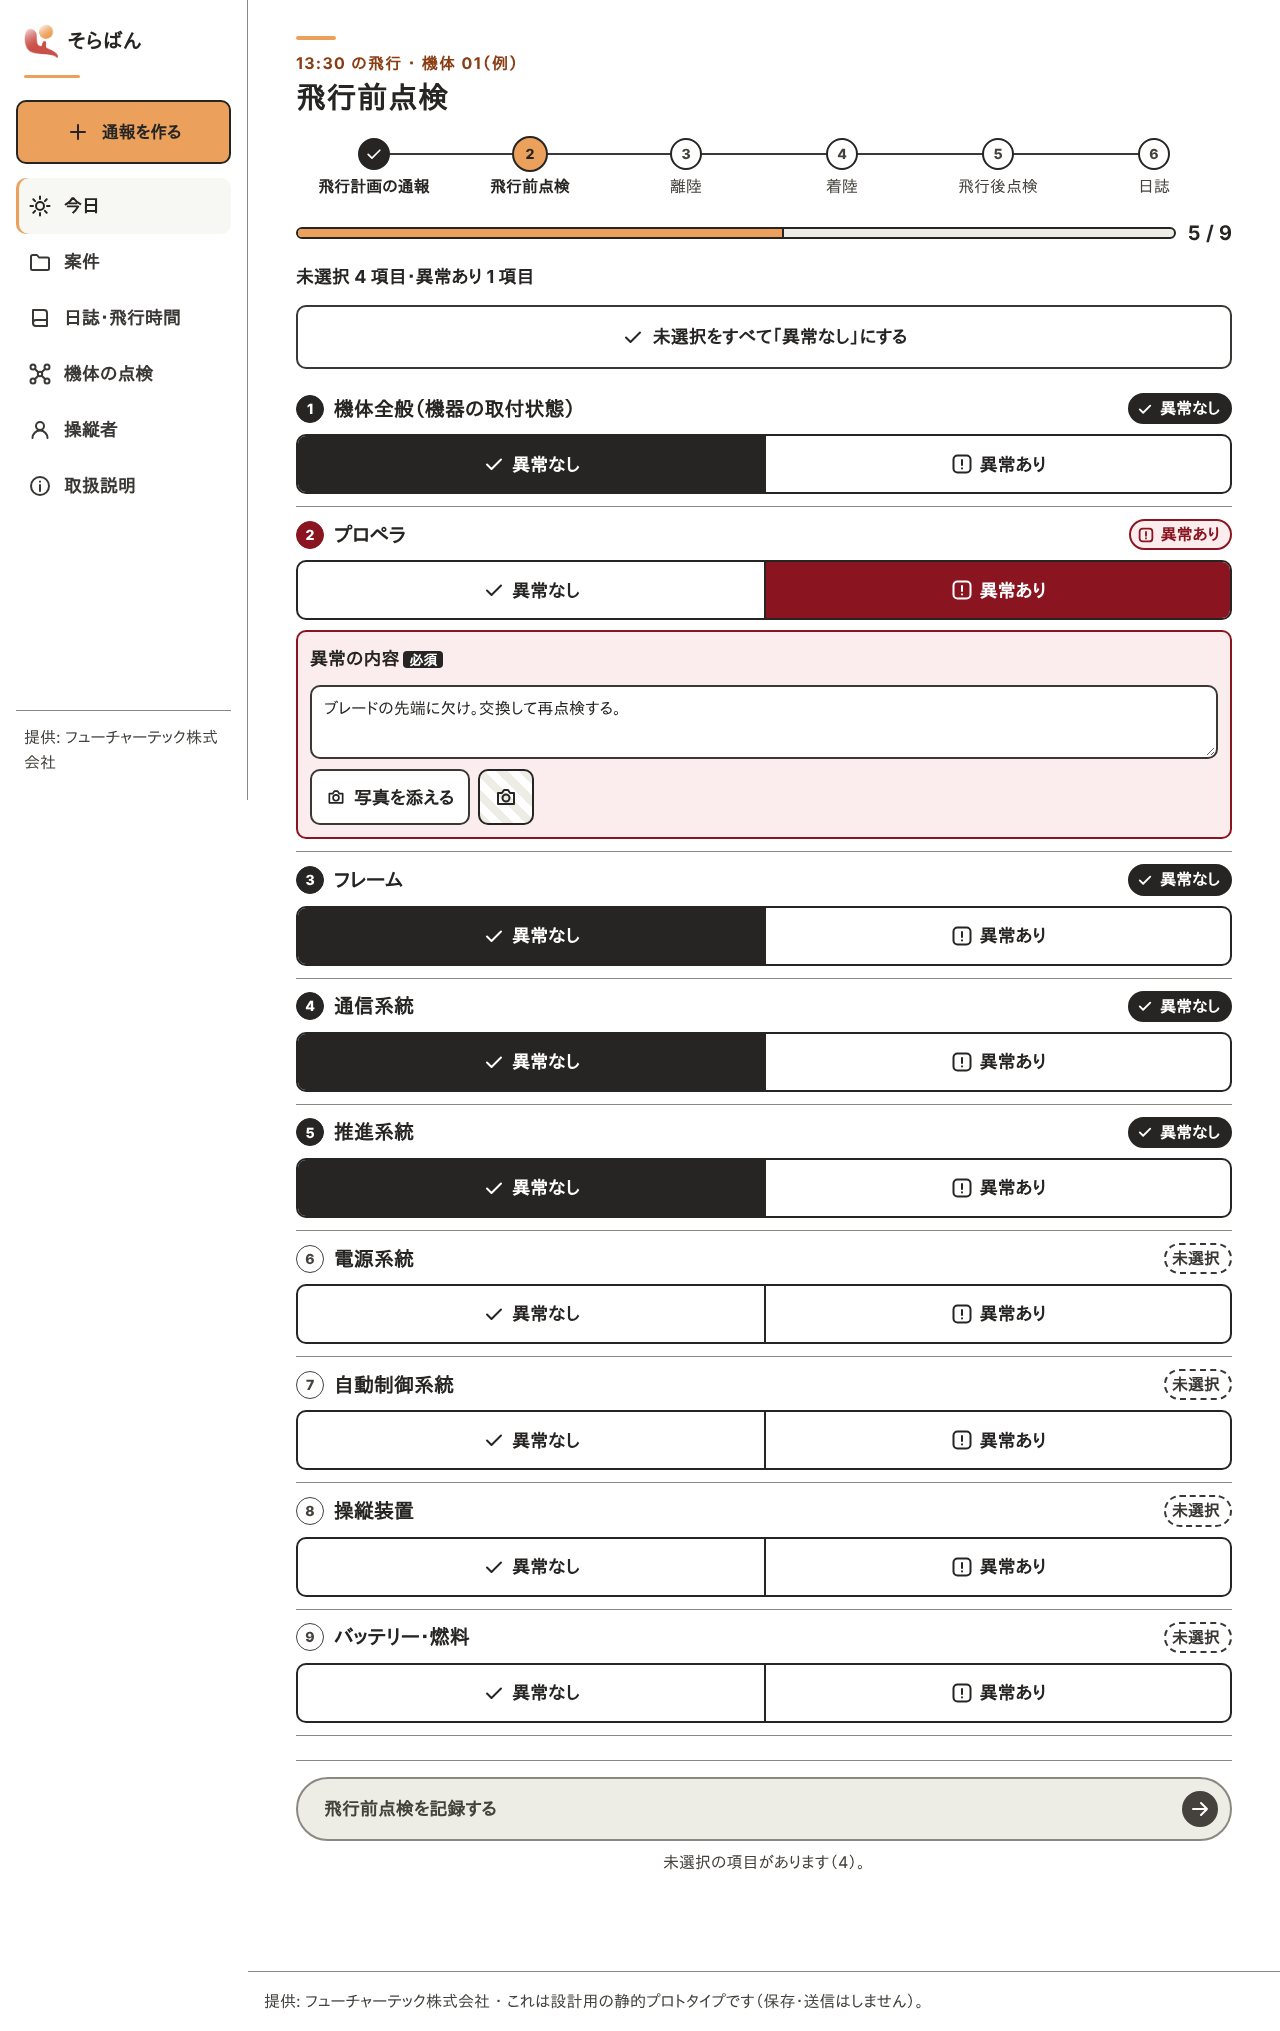 そらばん
通報を作る
今日
案件
日誌・飛行時間
機体の点検
操縦者
取扱説明
提供: フューチャーテック株式
会社
13:30 の飛行・機体 01(例)
飛行前点検
2
3
4
5
6
飛行計画の通報
飛行前点検
離陸
着陸
飛行後点検
日誌
5 / 9
未選択 4 項目・異常あり 1 項目
未選択をすべて「異常なし」にする
1 機体全般(機器の取付状態) 異常なし
異常なし 異常あり
2 プロペラ 異常あり
異常なし 異常あり
異常の内容 必須
ブレードの先端に欠け。交換して再点検する。
写真を添える
3 フレーム 異常なし
異常なし 異常あり
4 通信系統 異常なし
異常なし 異常あり
5 推進系統 異常なし
異常なし 異常あり
6 電源系統 未選択
異常なし 異常あり
7 自動制御系統 未選択
異常なし 異常あり
8 操縦装置 未選択
異常なし 異常あり
9 バッテリー・燃料 未選択
異常なし 異常あり
飛行前点検を記録する
未選択の項目があります(4)。
提供: フューチャーテック株式会社 ・ これは設計用の静的プロトタイプです(保存・送信はしません)。